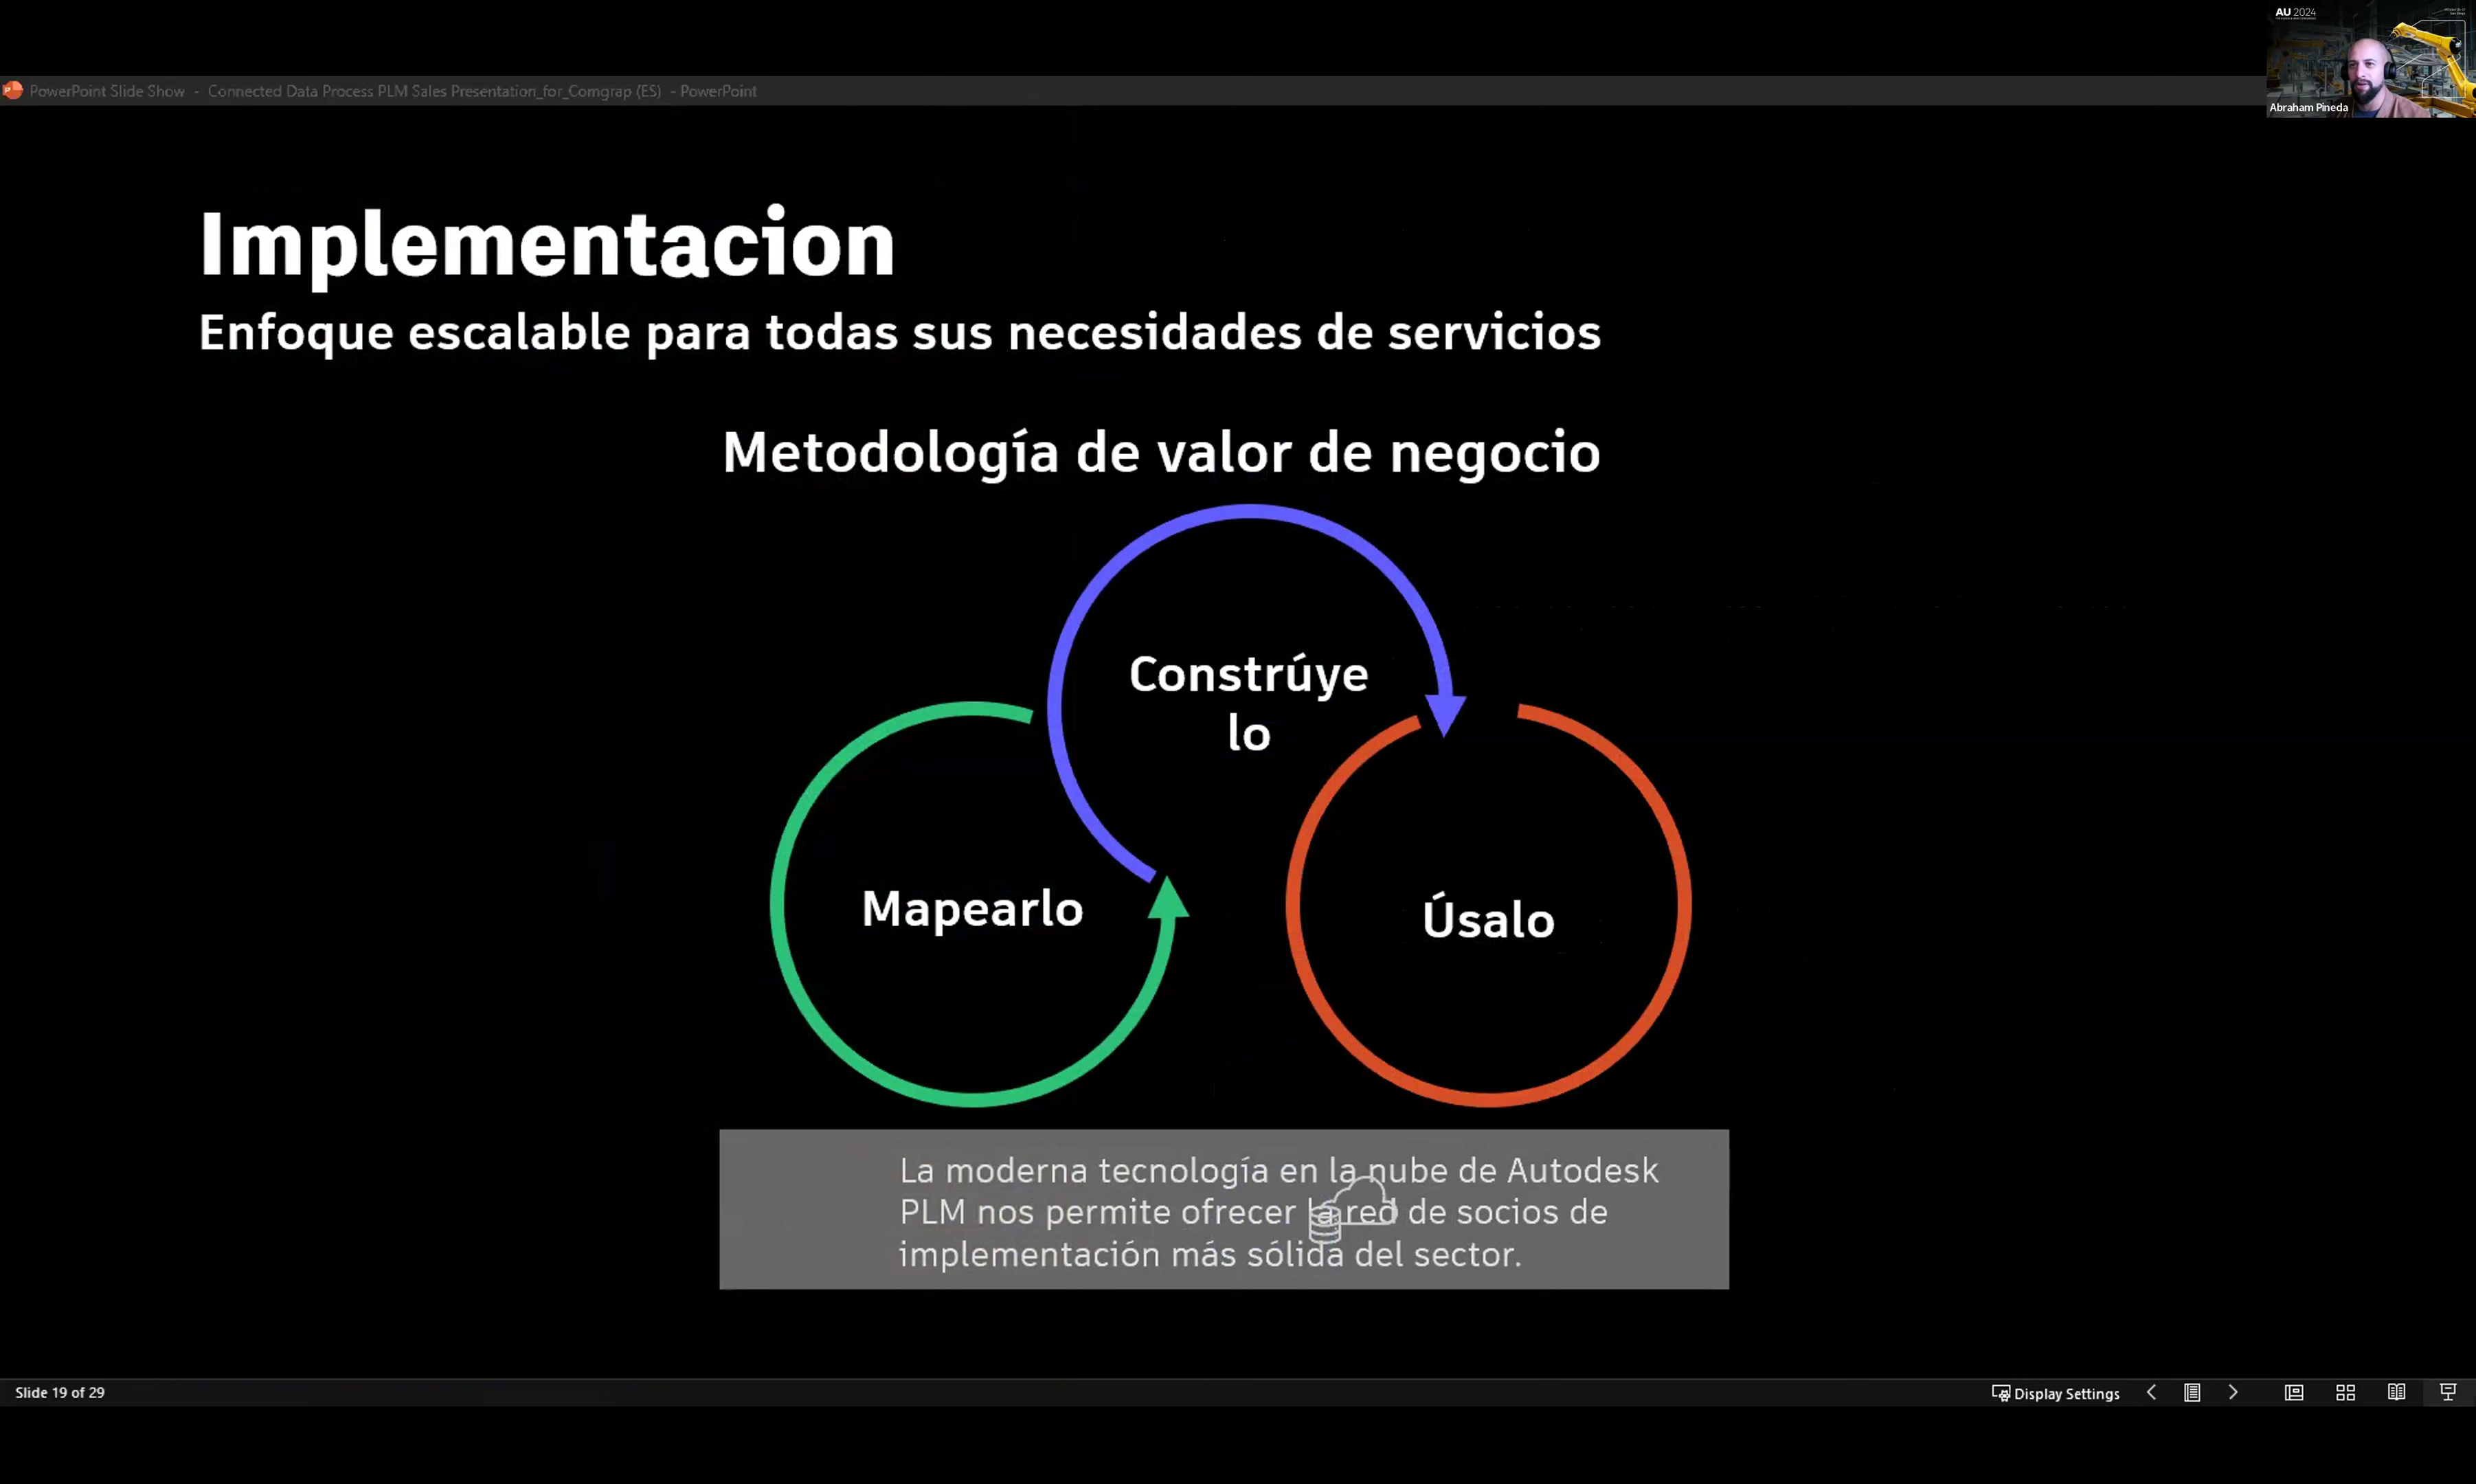 AU 2024
PowerPoint Slide Show - Connected Data Process PLM Sales Presentation_for_Comgrap (ES) - PowerPoint
Abraham Pineda
Implementacion
Enfoque escalable para todas sus necesidades de servicios
Metodología de valor de negocio
Constrúye
lo
Mapearlo
Úsalo
La moderna tecnología en la nube de Autodesk
PLM nos permite ofrecer la red de socios de
implementación más sólida del sector.
Slide 19 of 29
Display Settings